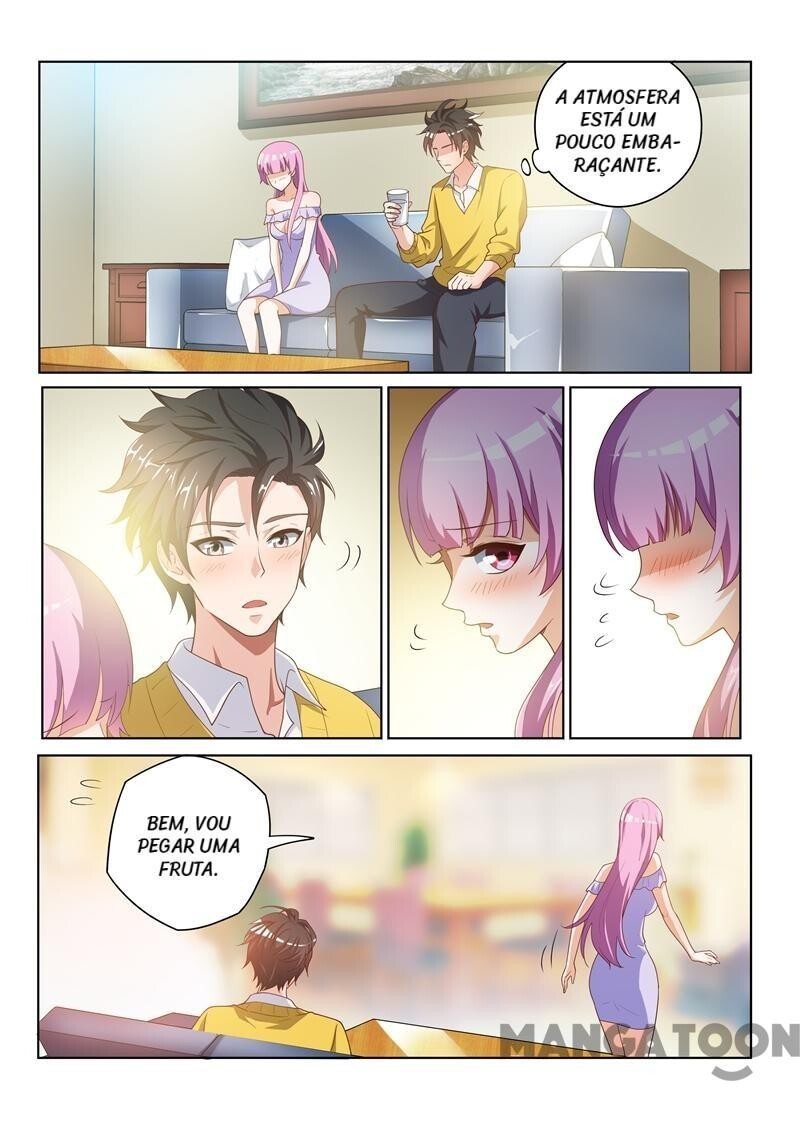 A ATMOSFERA
ESTÁ UM
POUCO EMBA-
RAÇANTE.
BEM, VOU
PEGAR UMA
FRUTA.
MANGATOON